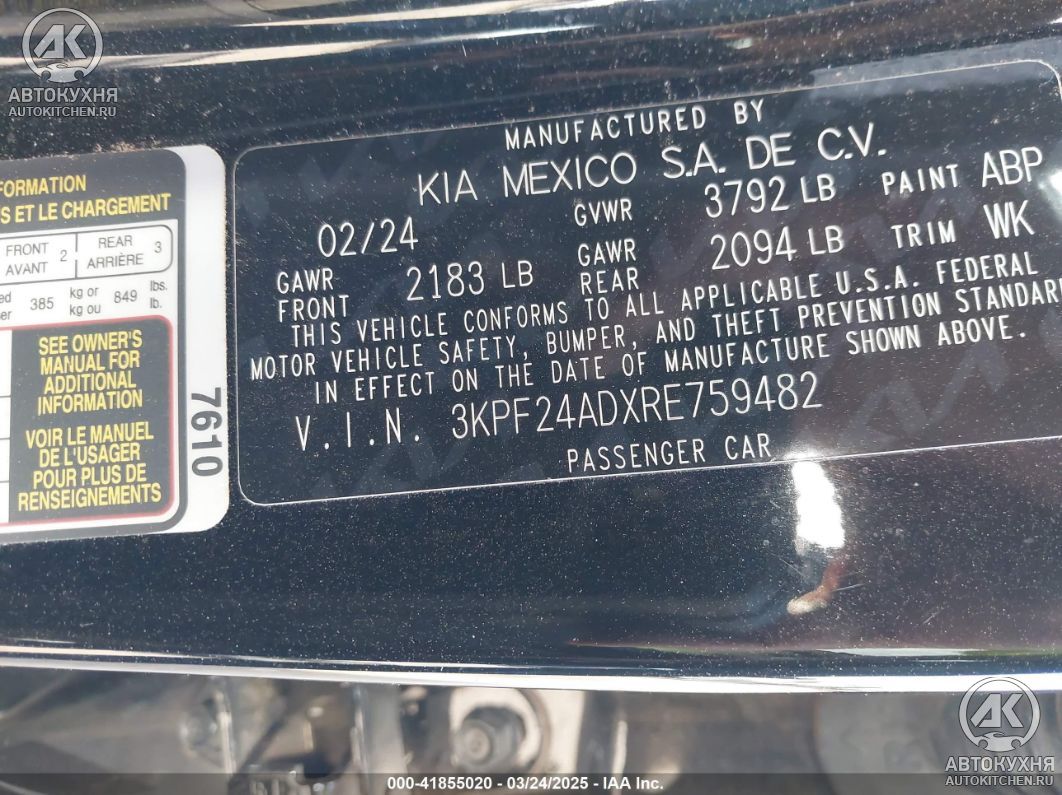 AK
АВТОКУХНЯ
AUTOKITCHEN.RU
FORMATION
S ET LE CHARGEMENT
FRONT AVANT 2 REAR ARRIÈRE 3
385 kg or kg ou 849 lbs. lb.
SEE OWNER'S
MANUAL FOR
ADDITIONAL
INFORMATION
VOIR LE MANUEL
DE L'USAGER
POUR PLUS DE
RENSEIGNEMENTS
7610
MANUFACTURED BY
KIA MEXICO S.A. DE C.V.
02/24 GVWR 3792 LB PAINT ABP
GAWR FRONT 2183 LB GAWR REAR 2094 LB TRIM WK
THIS VEHICLE CONFORMS TO ALL APPLICABLE U.S.A. FEDERAL
MOTOR VEHICLE SAFETY, BUMPER, AND THEFT PREVENTION STANDAR
IN EFFECT ON THE DATE OF MANUFACTURE SHOWN ABOVE.
V.I.N. 3KPF24ADXRE759482
PASSENGER CAR
AK
АВТОКУХНЯ
AUTOKITCHEN.RU
000-41855020 - 03/24/2025 - IAA Inc.